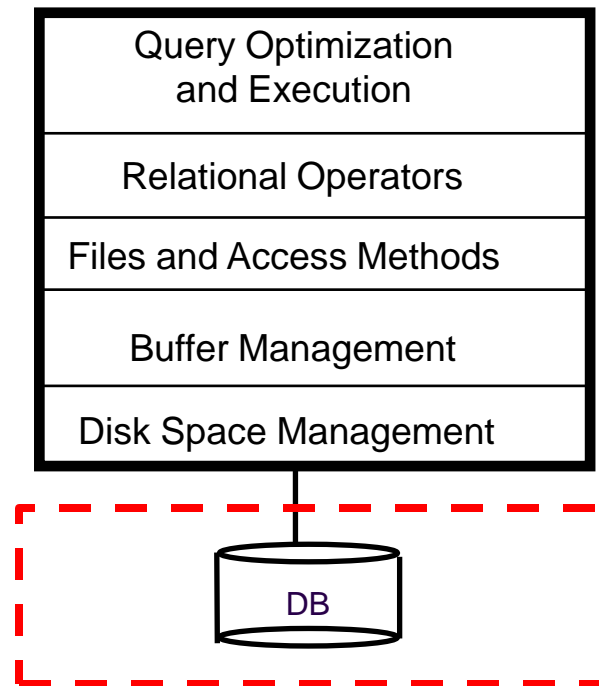 Query Optimization
and Execution
Relational Operators
Files and Access Methods
Buffer Management
Disk Space Management
DB